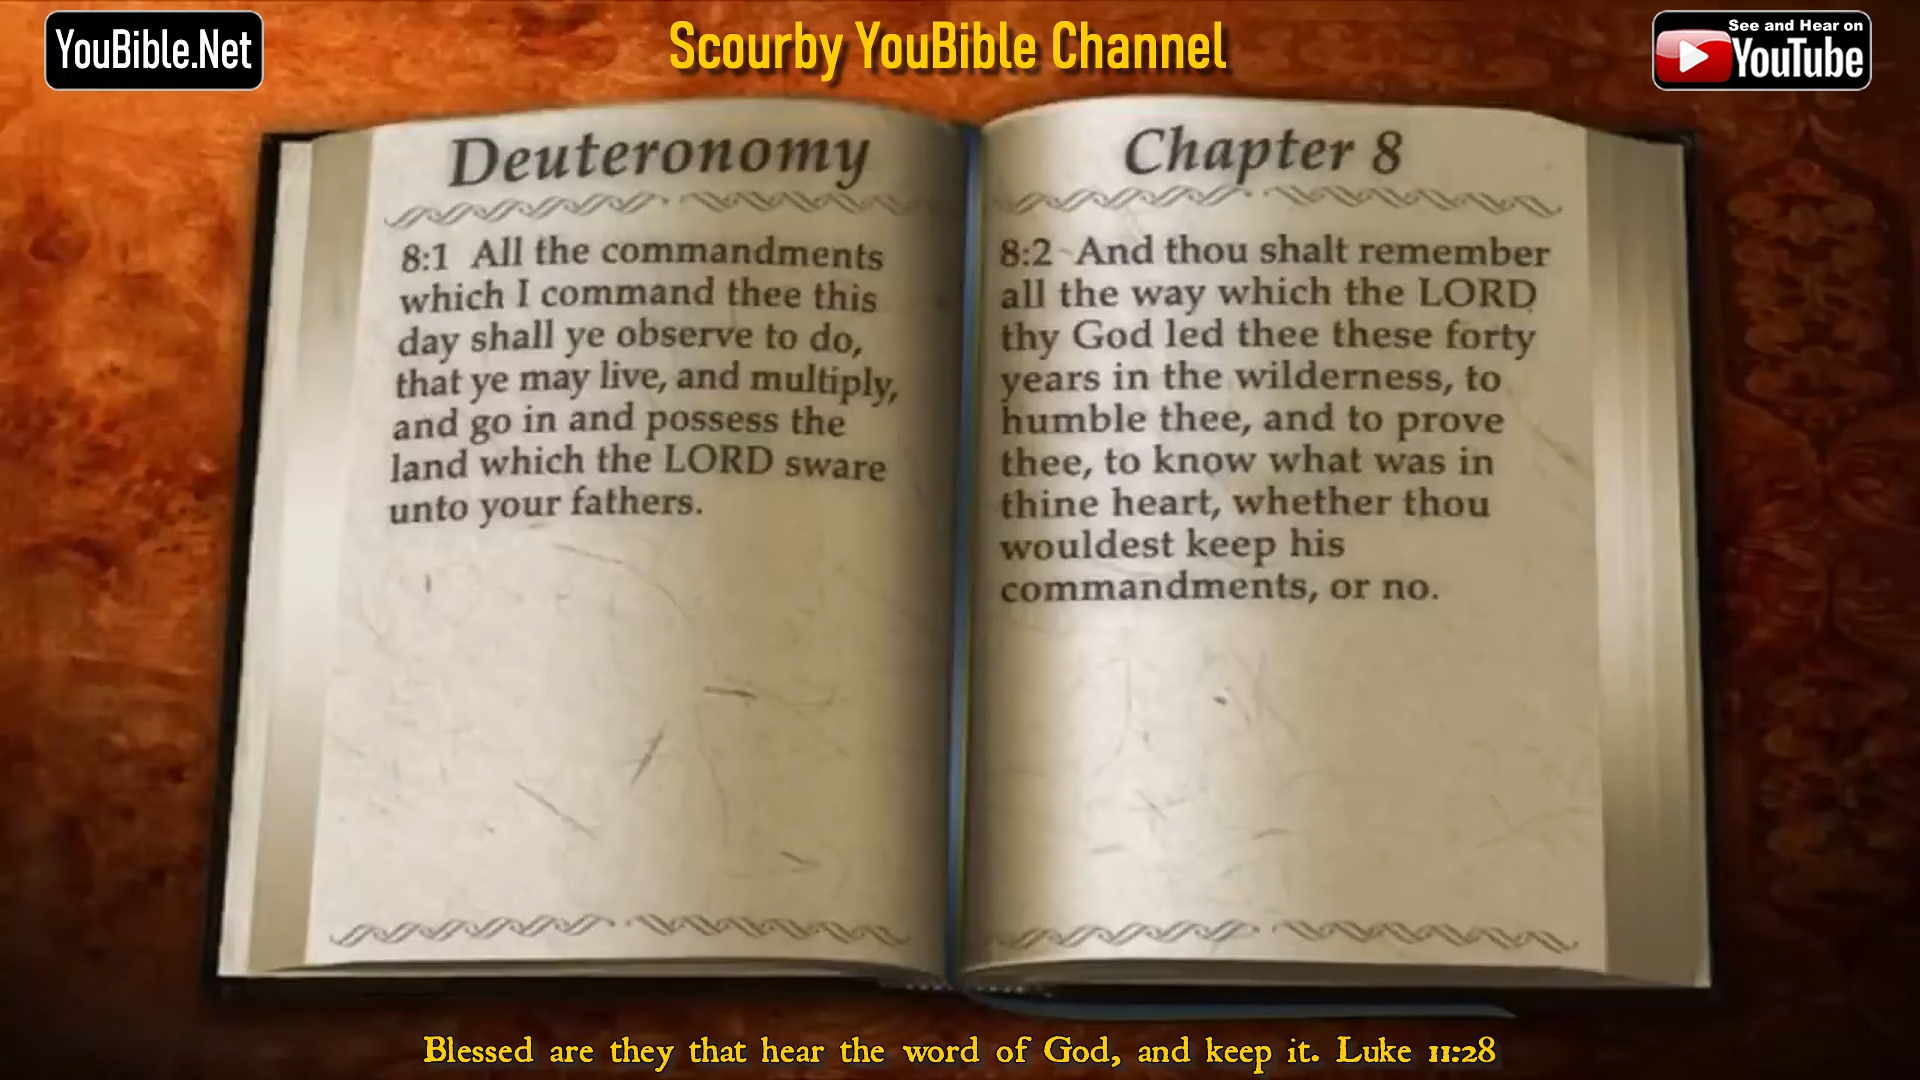 YouBible.Net
Scourby YouBible Channel
See and Hear on
YouTube
Deuteronomy
8:1 All the commandments
which I command thee this
day shall ye observe to do,
that ye may live, and multiply,
and go in and possess the
land which the LORD sware
unto your fathers.
Chapter 8
8:2 And thou shalt remember
all the way which the LORD
thy God led thee these forty
years in the wilderness, to
humble thee, and to prove
thee, to know what was in
thine heart, whether thou
wouldest keep his
commandments, or no.
Blessed are they that hear the word of God, and keep it. Luke 11:28